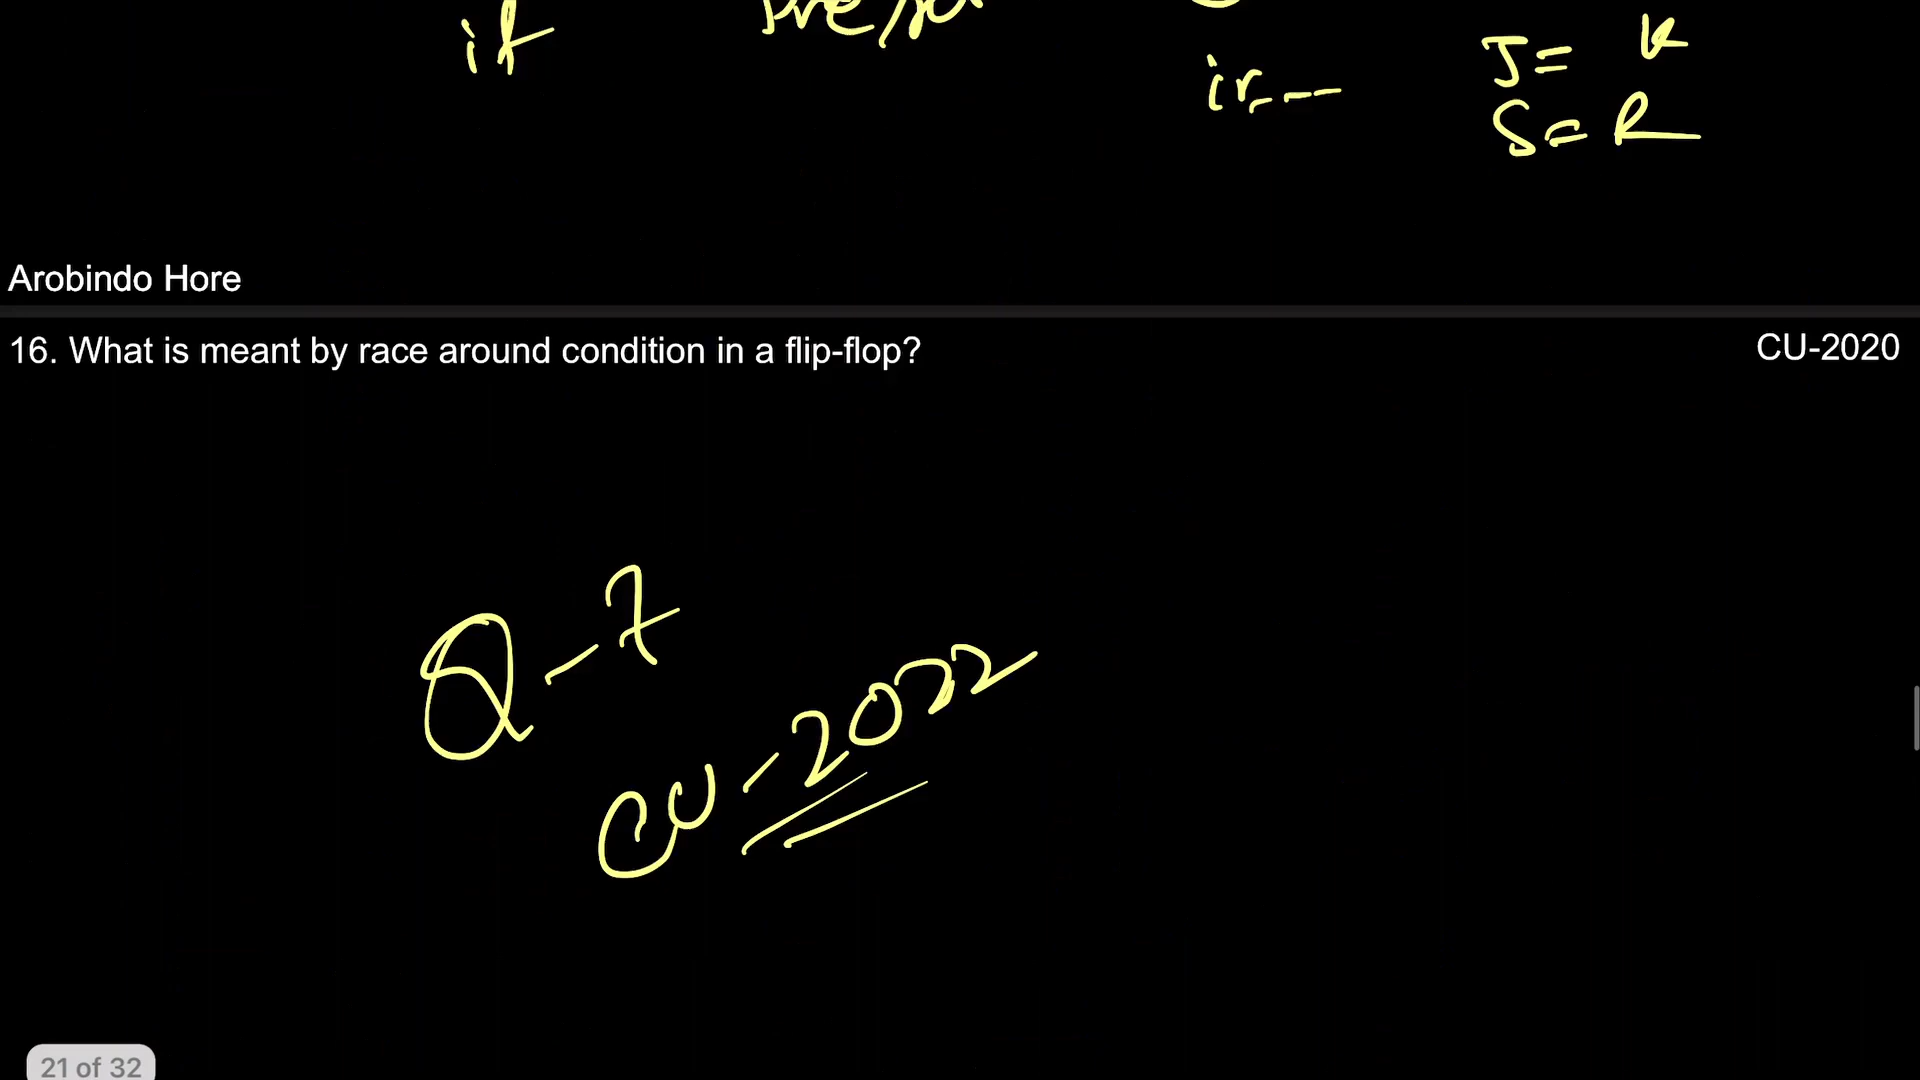 if
J = K
S = R
Arobindo Hore
16. What is meant by race around condition in a flip-flop? CU-2020
Q-7
CU-2022
21 of 32